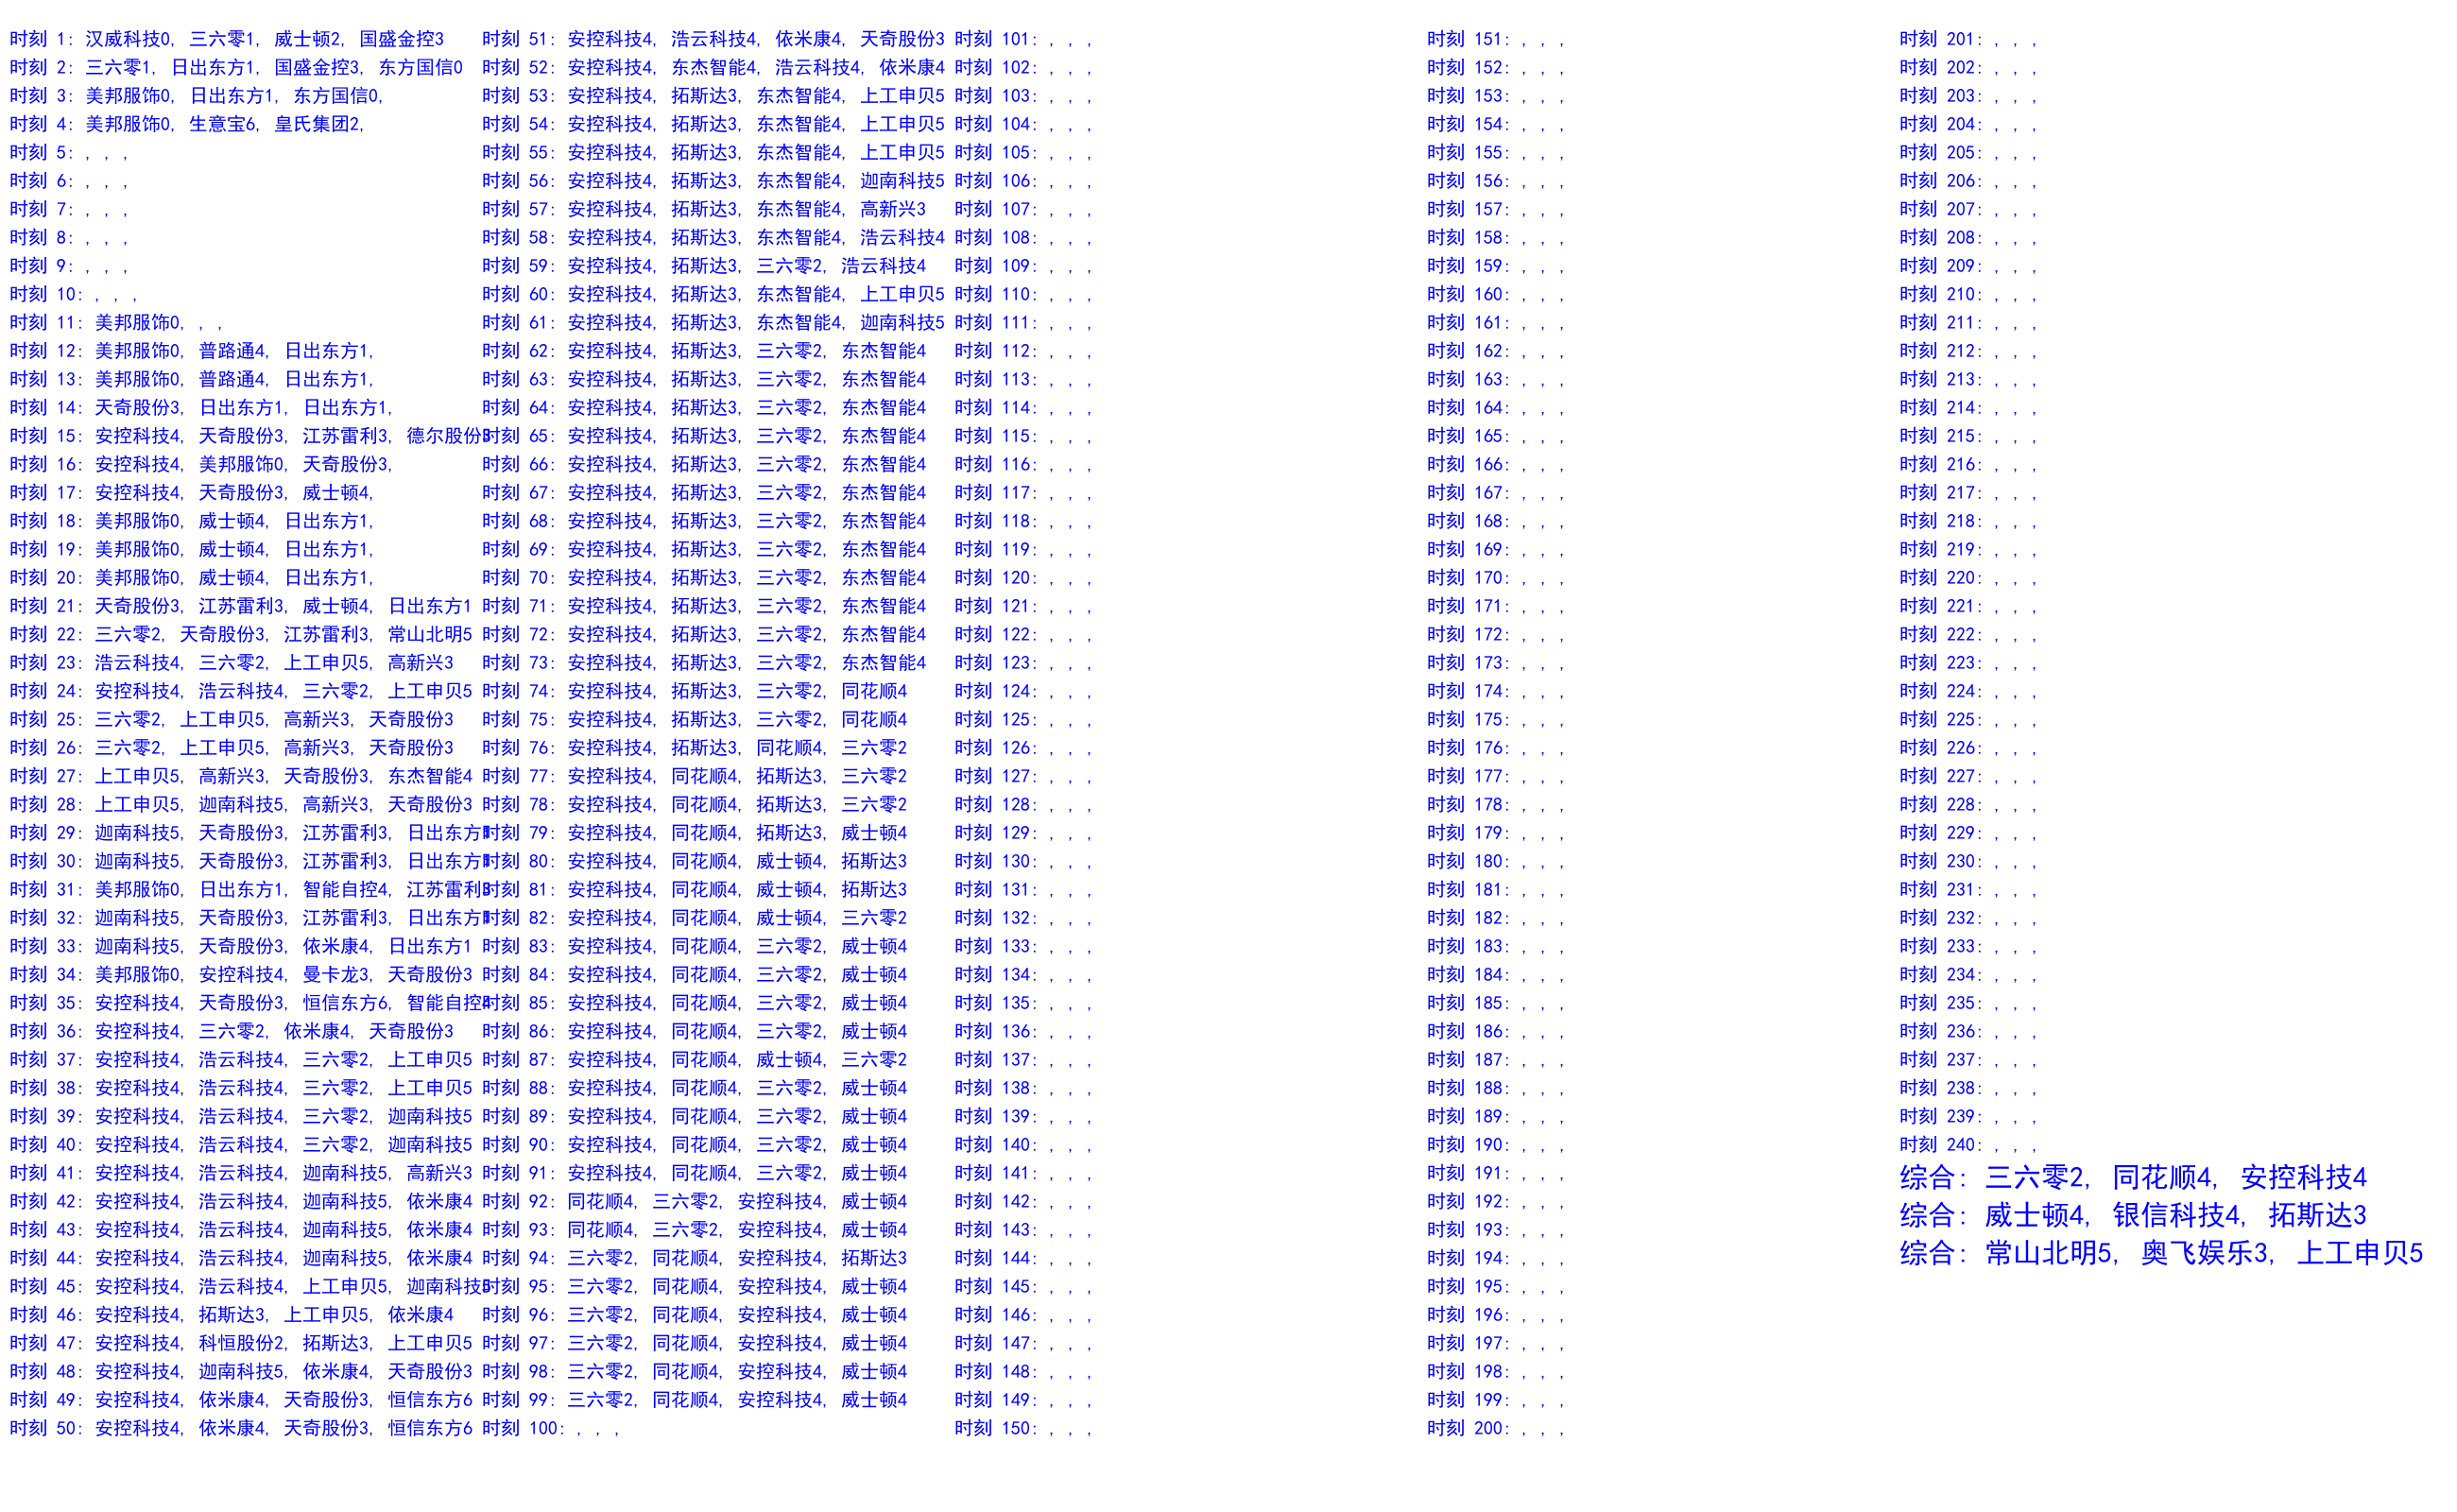 时刻 1: 汉威科技0, 三六零1, 威士顿2, 国盛金控3
时刻 2: 三六零1, 日出东方1, 国盛金控3, 东方国信0
时刻 3: 美邦服饰0, 日出东方1, 东方国信0,
时刻 4: 美邦服饰0, 生意宝6, 皇氏集团2,
时刻 5: , , ,
时刻 6: , , ,
时刻 7: , , ,
时刻 8: , , ,
时刻 9: , , ,
时刻 10: , , ,
时刻 11: 美邦服饰0, , ,
时刻 12: 美邦服饰0, 普路通4, 日出东方1,
时刻 13: 美邦服饰0, 普路通4, 日出东方1,
时刻 14: 天奇股份3, 日出东方1, 日出东方1,
时刻 15: 安控科技4, 天奇股份3, 江苏雷利3, 德尔股份3
时刻 16: 安控科技4, 美邦服饰0, 天奇股份3,
时刻 17: 安控科技4, 天奇股份3, 威士顿4,
时刻 18: 美邦服饰0, 威士顿4, 日出东方1,
时刻 19: 美邦服饰0, 威士顿4, 日出东方1,
时刻 20: 美邦服饰0, 威士顿4, 日出东方1,
时刻 21: 天奇股份3, 江苏雷利3, 威士顿4, 日出东方1
时刻 22: 三六零2, 天奇股份3, 江苏雷利3, 常山北明5
时刻 23: 浩云科技4, 三六零2, 上工申贝5, 高新兴3
时刻 24: 安控科技4, 浩云科技4, 三六零2, 上工申贝5
时刻 25: 三六零2, 上工申贝5, 高新兴3, 天奇股份3
时刻 26: 三六零2, 上工申贝5, 高新兴3, 天奇股份3
时刻 27: 上工申贝5, 高新兴3, 天奇股份3, 东杰智能4
时刻 28: 上工申贝5, 迦南科技5, 高新兴3, 天奇股份3
时刻 29: 迦南科技5, 天奇股份3, 江苏雷利3, 日出东方1
时刻 30: 迦南科技5, 天奇股份3, 江苏雷利3, 日出东方1
时刻 31: 美邦服饰0, 日出东方1, 智能自控4, 江苏雷利3
时刻 32: 迦南科技5, 天奇股份3, 江苏雷利3, 日出东方1
时刻 33: 迦南科技5, 天奇股份3, 依米康4, 日出东方1
时刻 34: 美邦服饰0, 安控科技4, 曼卡龙3, 天奇股份3
时刻 35: 安控科技4, 天奇股份3, 恒信东方6, 智能自控4
时刻 36: 安控科技4, 三六零2, 依米康4, 天奇股份3
时刻 37: 安控科技4, 浩云科技4, 三六零2, 上工申贝5
时刻 38: 安控科技4, 浩云科技4, 三六零2, 上工申贝5
时刻 39: 安控科技4, 浩云科技4, 三六零2, 迦南科技5
时刻 40: 安控科技4, 浩云科技4, 三六零2, 迦南科技5
时刻 41: 安控科技4, 浩云科技4, 迦南科技5, 高新兴3
时刻 42: 安控科技4, 浩云科技4, 迦南科技5, 依米康4
时刻 43: 安控科技4, 浩云科技4, 迦南科技5, 依米康4
时刻 44: 安控科技4, 浩云科技4, 迦南科技5, 依米康4
时刻 45: 安控科技4, 浩云科技4, 上工申贝5, 迦南科技5
时刻 46: 安控科技4, 拓斯达3, 上工申贝5, 依米康4
时刻 47: 安控科技4, 科恒股份2, 拓斯达3, 上工申贝5
时刻 48: 安控科技4, 迦南科技5, 依米康4, 天奇股份3
时刻 49: 安控科技4, 依米康4, 天奇股份3, 恒信东方6
时刻 50: 安控科技4, 依米康4, 天奇股份3, 恒信东方6
时刻 51: 安控科技4, 浩云科技4, 依米康4, 天奇股份3
时刻 52: 安控科技4, 东杰智能4, 浩云科技4, 依米康4
时刻 53: 安控科技4, 拓斯达3, 东杰智能4, 上工申贝5
时刻 54: 安控科技4, 拓斯达3, 东杰智能4, 上工申贝5
时刻 55: 安控科技4, 拓斯达3, 东杰智能4, 上工申贝5
时刻 56: 安控科技4, 拓斯达3, 东杰智能4, 迦南科技5
时刻 57: 安控科技4, 拓斯达3, 东杰智能4, 高新兴3
时刻 58: 安控科技4, 拓斯达3, 东杰智能4, 浩云科技4
时刻 59: 安控科技4, 拓斯达3, 三六零2, 浩云科技4
时刻 60: 安控科技4, 拓斯达3, 东杰智能4, 上工申贝5
时刻 61: 安控科技4, 拓斯达3, 东杰智能4, 迦南科技5
时刻 62: 安控科技4, 拓斯达3, 三六零2, 东杰智能4
时刻 63: 安控科技4, 拓斯达3, 三六零2, 东杰智能4
时刻 64: 安控科技4, 拓斯达3, 三六零2, 东杰智能4
时刻 65: 安控科技4, 拓斯达3, 三六零2, 东杰智能4
时刻 66: 安控科技4, 拓斯达3, 三六零2, 东杰智能4
时刻 67: 安控科技4, 拓斯达3, 三六零2, 东杰智能4
时刻 68: 安控科技4, 拓斯达3, 三六零2, 东杰智能4
时刻 69: 安控科技4, 拓斯达3, 三六零2, 东杰智能4
时刻 70: 安控科技4, 拓斯达3, 三六零2, 东杰智能4
时刻 71: 安控科技4, 拓斯达3, 三六零2, 东杰智能4
时刻 72: 安控科技4, 拓斯达3, 三六零2, 东杰智能4
时刻 73: 安控科技4, 拓斯达3, 三六零2, 东杰智能4
时刻 74: 安控科技4, 拓斯达3, 三六零2, 同花顺4
时刻 75: 安控科技4, 拓斯达3, 三六零2, 同花顺4
时刻 76: 安控科技4, 拓斯达3, 同花顺4, 三六零2
时刻 77: 安控科技4, 同花顺4, 拓斯达3, 三六零2
时刻 78: 安控科技4, 同花顺4, 拓斯达3, 三六零2
时刻 79: 安控科技4, 同花顺4, 拓斯达3, 威士顿4
时刻 80: 安控科技4, 同花顺4, 威士顿4, 拓斯达3
时刻 81: 安控科技4, 同花顺4, 威士顿4, 拓斯达3
时刻 82: 安控科技4, 同花顺4, 威士顿4, 三六零2
时刻 83: 安控科技4, 同花顺4, 三六零2, 威士顿4
时刻 84: 安控科技4, 同花顺4, 三六零2, 威士顿4
时刻 85: 安控科技4, 同花顺4, 三六零2, 威士顿4
时刻 86: 安控科技4, 同花顺4, 三六零2, 威士顿4
时刻 87: 安控科技4, 同花顺4, 威士顿4, 三六零2
时刻 88: 安控科技4, 同花顺4, 三六零2, 威士顿4
时刻 89: 安控科技4, 同花顺4, 三六零2, 威士顿4
时刻 90: 安控科技4, 同花顺4, 三六零2, 威士顿4
时刻 91: 安控科技4, 同花顺4, 三六零2, 威士顿4
时刻 92: 同花顺4, 三六零2, 安控科技4, 威士顿4
时刻 93: 同花顺4, 三六零2, 安控科技4, 威士顿4
时刻 94: 三六零2, 同花顺4, 安控科技4, 拓斯达3
时刻 95: 三六零2, 同花顺4, 安控科技4, 威士顿4
时刻 96: 三六零2, 同花顺4, 安控科技4, 威士顿4
时刻 97: 三六零2, 同花顺4, 安控科技4, 威士顿4
时刻 98: 三六零2, 同花顺4, 安控科技4, 威士顿4
时刻 99: 三六零2, 同花顺4, 安控科技4, 威士顿4
时刻 100: , , ,
时刻 101: , , ,
时刻 102: , , ,
时刻 103: , , ,
时刻 104: , , ,
时刻 105: , , ,
时刻 106: , , ,
时刻 107: , , ,
时刻 108: , , ,
时刻 109: , , ,
时刻 110: , , ,
时刻 111: , , ,
时刻 112: , , ,
时刻 113: , , ,
时刻 114: , , ,
时刻 115: , , ,
时刻 116: , , ,
时刻 117: , , ,
时刻 118: , , ,
时刻 119: , , ,
时刻 120: , , ,
时刻 121: , , ,
时刻 122: , , ,
时刻 123: , , ,
时刻 124: , , ,
时刻 125: , , ,
时刻 126: , , ,
时刻 127: , , ,
时刻 128: , , ,
时刻 129: , , ,
时刻 130: , , ,
时刻 131: , , ,
时刻 132: , , ,
时刻 133: , , ,
时刻 134: , , ,
时刻 135: , , ,
时刻 136: , , ,
时刻 137: , , ,
时刻 138: , , ,
时刻 139: , , ,
时刻 140: , , ,
时刻 141: , , ,
时刻 142: , , ,
时刻 143: , , ,
时刻 144: , , ,
时刻 145: , , ,
时刻 146: , , ,
时刻 147: , , ,
时刻 148: , , ,
时刻 149: , , ,
时刻 150: , , ,
时刻 151: , , ,
时刻 152: , , ,
时刻 153: , , ,
时刻 154: , , ,
时刻 155: , , ,
时刻 156: , , ,
时刻 157: , , ,
时刻 158: , , ,
时刻 159: , , ,
时刻 160: , , ,
时刻 161: , , ,
时刻 162: , , ,
时刻 163: , , ,
时刻 164: , , ,
时刻 165: , , ,
时刻 166: , , ,
时刻 167: , , ,
时刻 168: , , ,
时刻 169: , , ,
时刻 170: , , ,
时刻 171: , , ,
时刻 172: , , ,
时刻 173: , , ,
时刻 174: , , ,
时刻 175: , , ,
时刻 176: , , ,
时刻 177: , , ,
时刻 178: , , ,
时刻 179: , , ,
时刻 180: , , ,
时刻 181: , , ,
时刻 182: , , ,
时刻 183: , , ,
时刻 184: , , ,
时刻 185: , , ,
时刻 186: , , ,
时刻 187: , , ,
时刻 188: , , ,
时刻 189: , , ,
时刻 190: , , ,
时刻 191: , , ,
时刻 192: , , ,
时刻 193: , , ,
时刻 194: , , ,
时刻 195: , , ,
时刻 196: , , ,
时刻 197: , , ,
时刻 198: , , ,
时刻 199: , , ,
时刻 200: , , ,
时刻 201: , , ,
时刻 202: , , ,
时刻 203: , , ,
时刻 204: , , ,
时刻 205: , , ,
时刻 206: , , ,
时刻 207: , , ,
时刻 208: , , ,
时刻 209: , , ,
时刻 210: , , ,
时刻 211: , , ,
时刻 212: , , ,
时刻 213: , , ,
时刻 214: , , ,
时刻 215: , , ,
时刻 216: , , ,
时刻 217: , , ,
时刻 218: , , ,
时刻 219: , , ,
时刻 220: , , ,
时刻 221: , , ,
时刻 222: , , ,
时刻 223: , , ,
时刻 224: , , ,
时刻 225: , , ,
时刻 226: , , ,
时刻 227: , , ,
时刻 228: , , ,
时刻 229: , , ,
时刻 230: , , ,
时刻 231: , , ,
时刻 232: , , ,
时刻 233: , , ,
时刻 234: , , ,
时刻 235: , , ,
时刻 236: , , ,
时刻 237: , , ,
时刻 238: , , ,
时刻 239: , , ,
时刻 240: , , ,
综合: 三六零2, 同花顺4, 安控科技4
综合: 威士顿4, 银信科技4, 拓斯达3
综合: 常山北明5, 奥飞娱乐3, 上工申贝5